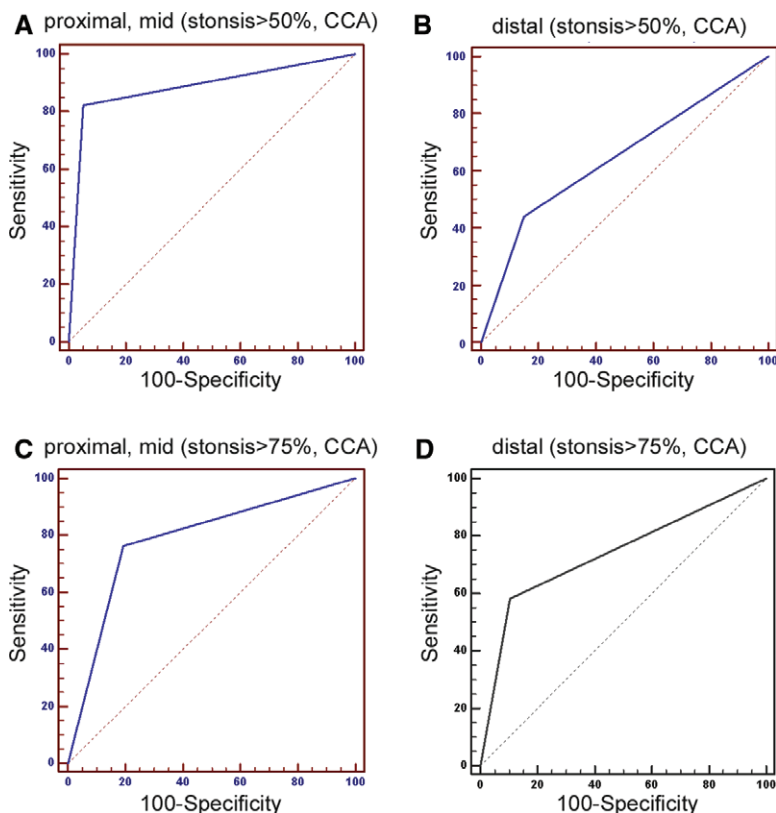 A proximal, mid (stonsis>50%, CCA)
100
80
60
40
20
0
Sensitivity
0 20 40 60 80 100
100-Specificity
B distal (stonsis>50%, CCA)
100
80
60
40
20
0
Sensitivity
0 20 40 60 80 100
100-Specificity
C proximal, mid (stonsis>75%, CCA)
100
80
60
40
20
0
Sensitivity
0 20 40 60 80 100
100-Specificity
D distal (stonsis>75%, CCA)
100
80
60
40
20
0
Sensitivity
0 20 40 60 80 100
100-Specificity